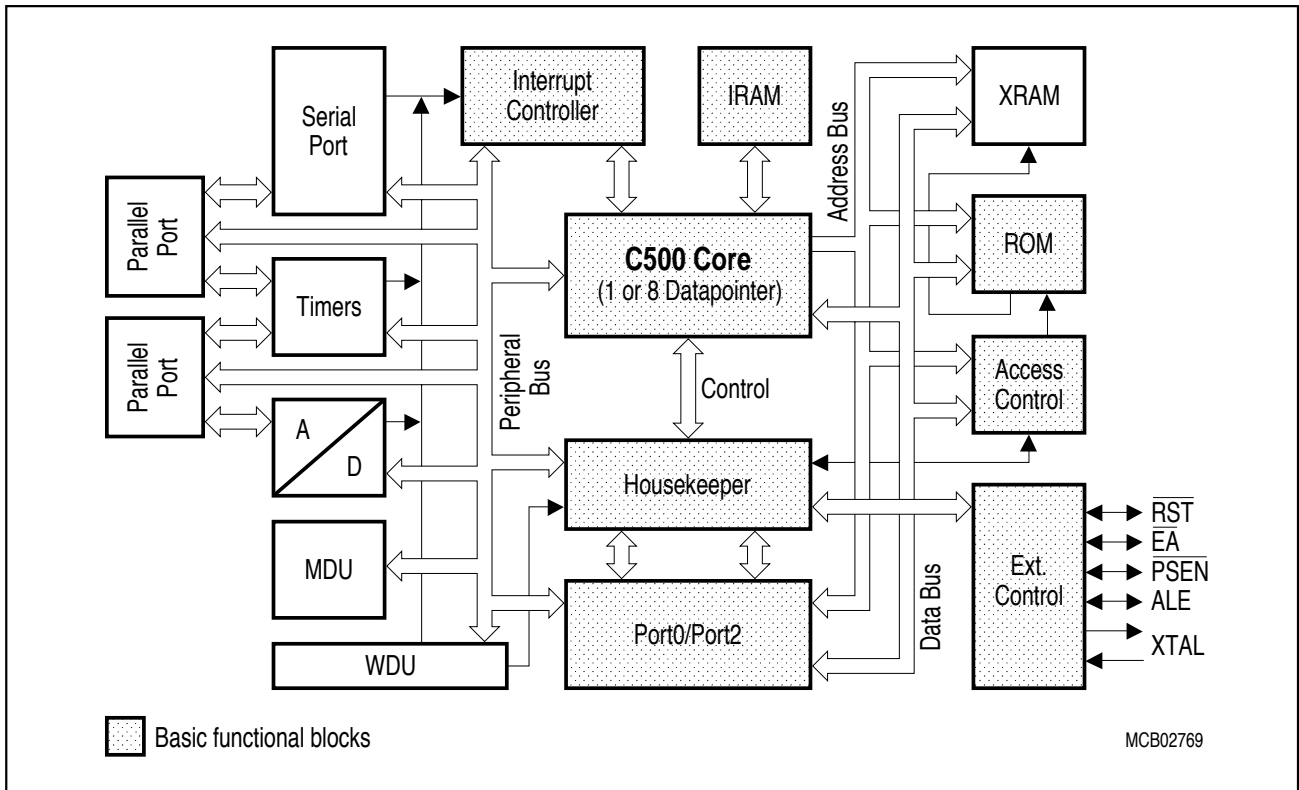 Serial
Port
Interrupt
Controller
IRAM
Address Bus
XRAM
Parallel
Port
C500 Core
(1 or 8 Datapointer)
ROM
Timers
Parallel
Port
Peripheral
Bus
Control
Access
Control
A
D
Housekeeper
MDU
Ext.
Control
RST
EA
PSEN
ALE
XTAL
Port0/Port2
Data Bus
WDU
Basic functional blocks
MCB02769